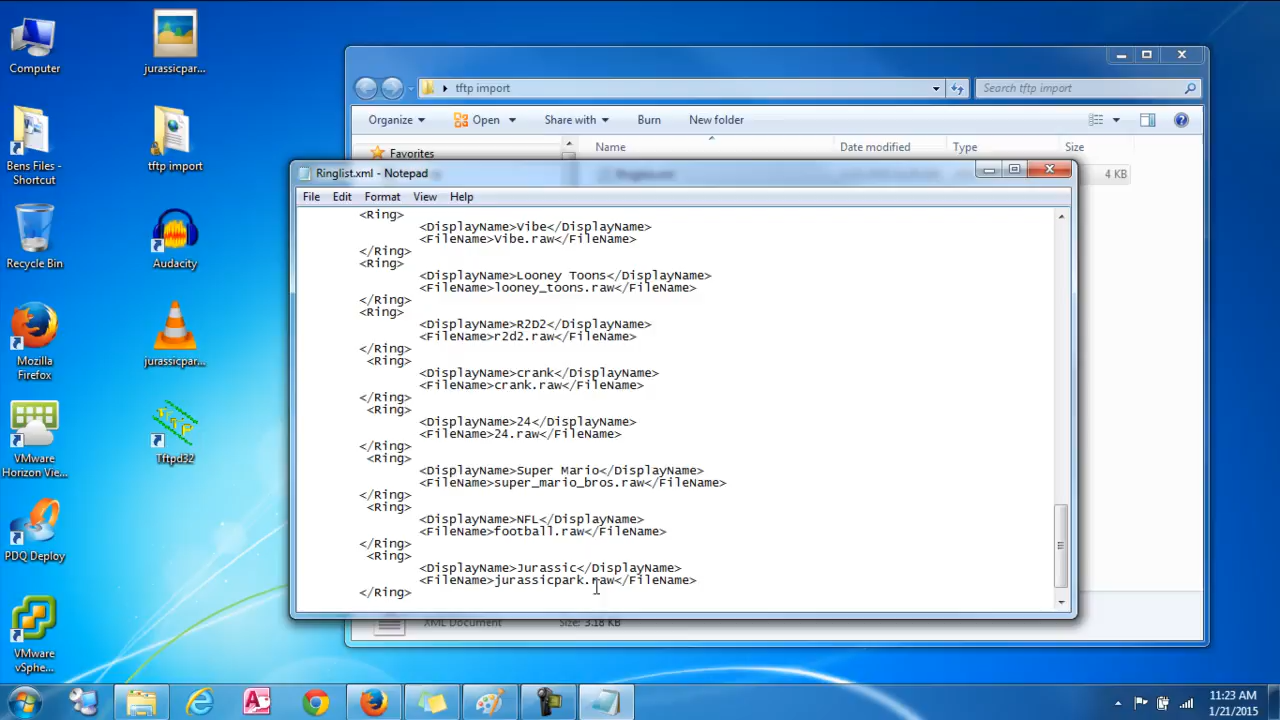 Computer
jurassicpar...
Bens Files -
Shortcut
tftp import
Recycle Bin
Audacity
Mozilla
Firefox
jurassicpar...
VMware
Horizon Vie...
Tftpd32
PDQ Deploy
VMware
vSphe...
tftp import
Search tftp import
Organize
Open
Share with
Burn
New folder
Favorites
Name
Date modified
Type
Size
4 KB
Ringlist.xml - Notepad
File
Edit
Format
View
Help
<Ring>
<DisplayName>Vibe</DisplayName>
<FileName>Vibe.raw</FileName>
</Ring>
<Ring>
<DisplayName>Looney Toons</DisplayName>
<FileName>looney_toons.raw</FileName>
</Ring>
<Ring>
<DisplayName>R2D2</DisplayName>
<FileName>r2d2.raw</FileName>
</Ring>
<Ring>
<DisplayName>crank</DisplayName>
<FileName>crank.raw</FileName>
</Ring>
<Ring>
<DisplayName>24</DisplayName>
<FileName>24.raw</FileName>
</Ring>
<Ring>
<DisplayName>Super Mario</DisplayName>
<FileName>super_mario_bros.raw</FileName>
</Ring>
<Ring>
<DisplayName>NFL</DisplayName>
<FileName>football.raw</FileName>
</Ring>
<Ring>
<DisplayName>Jurassic</DisplayName>
<FileName>jurassicpark.raw</FileName>
</Ring>
XML Document
Size: 3.18 KB
11:23 AM
1/21/2015